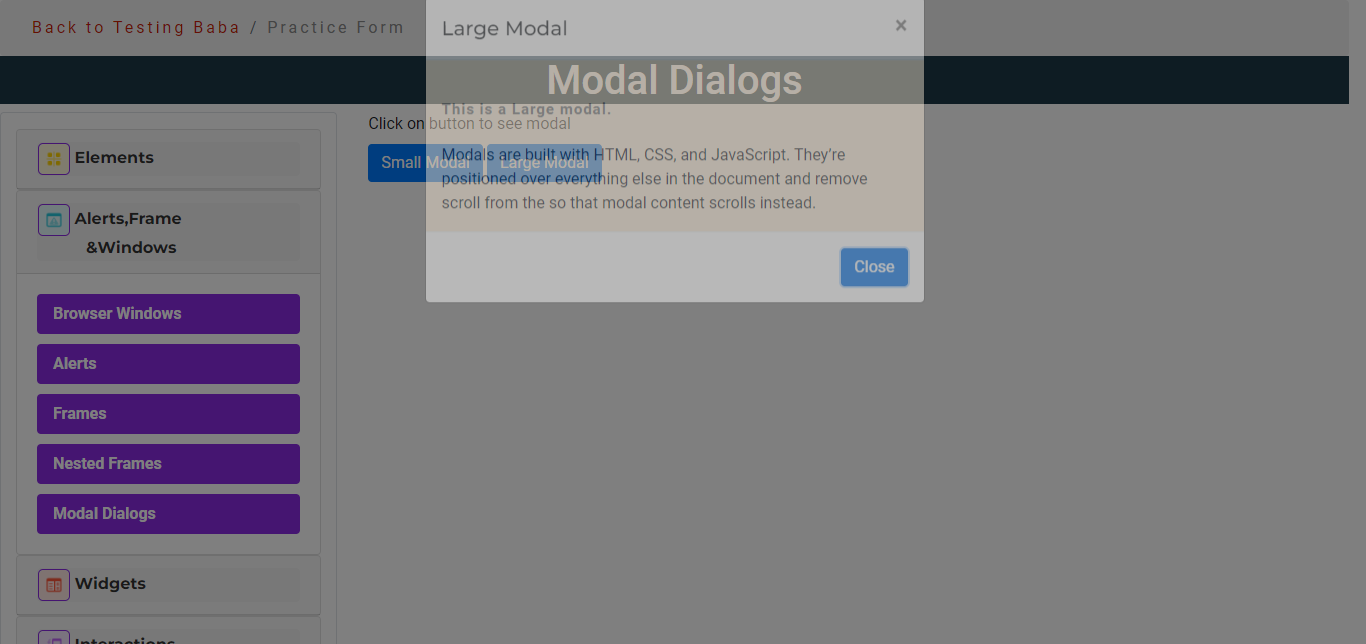 Back to Testing Baba / Practice Form
Large Modal
×
Modal Dialogs
This is a Large modal.
Click on button to see modal
Small Modal
Large Modal
Modals are built with HTML, CSS, and JavaScript. They’re
positioned over everything else in the document and remove
scroll from the so that modal content scrolls instead.
Close
Elements
Alerts,Frame
&Windows
Browser Windows
Alerts
Frames
Nested Frames
Modal Dialogs
Widgets
Interactions